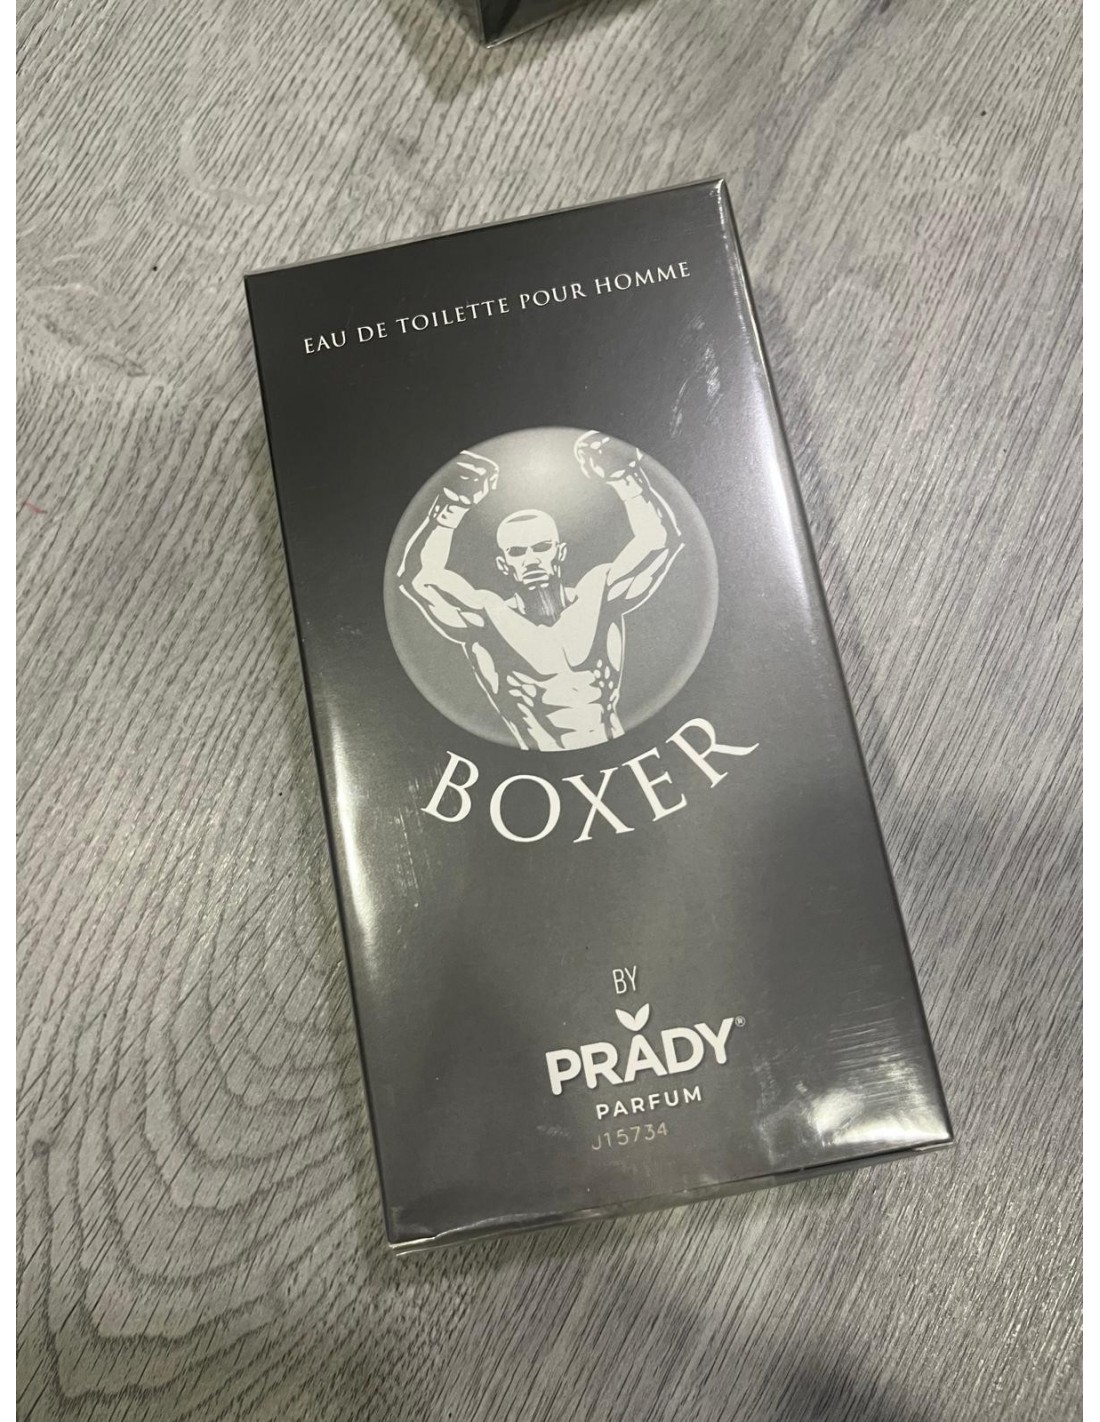 EAU DE TOILETTE POUR HOMME
BOXER
BY
PRADY®
PARFUM
J15734